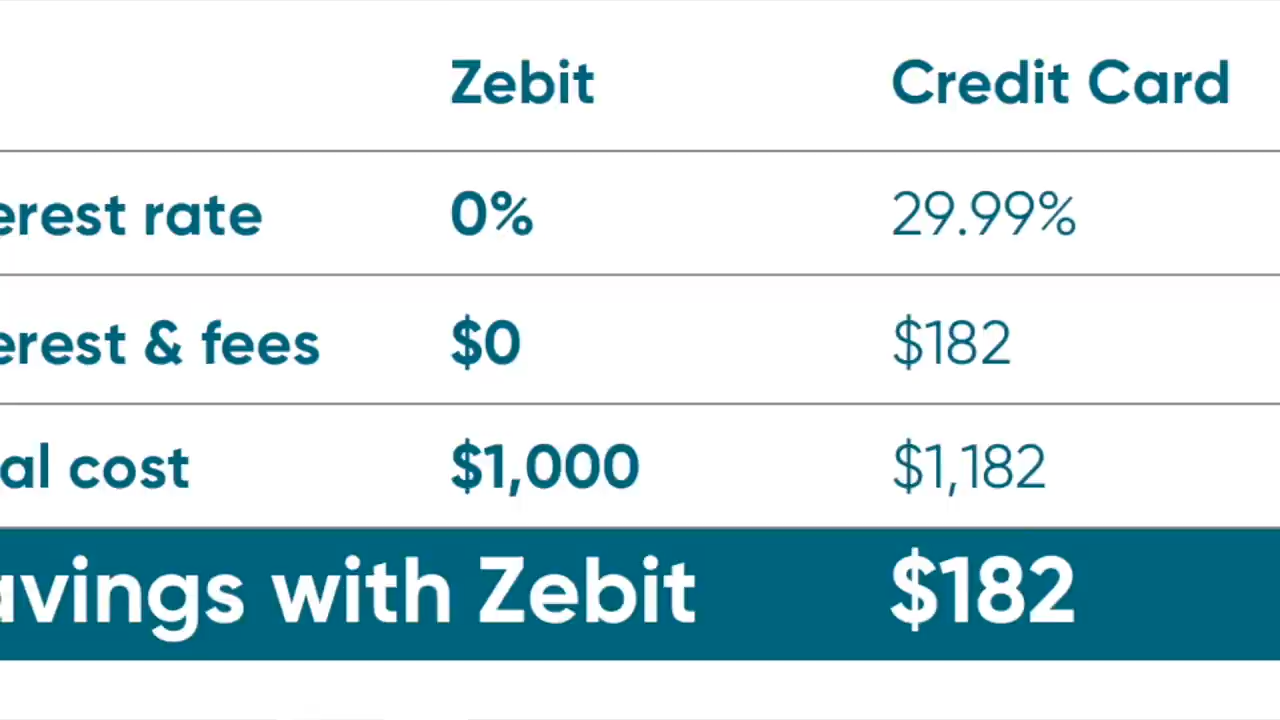 Zebit Credit Card
erest rate 0% 29.99%
erest & fees $0 $182
al cost $1,000 $1,182
avings with Zebit $182